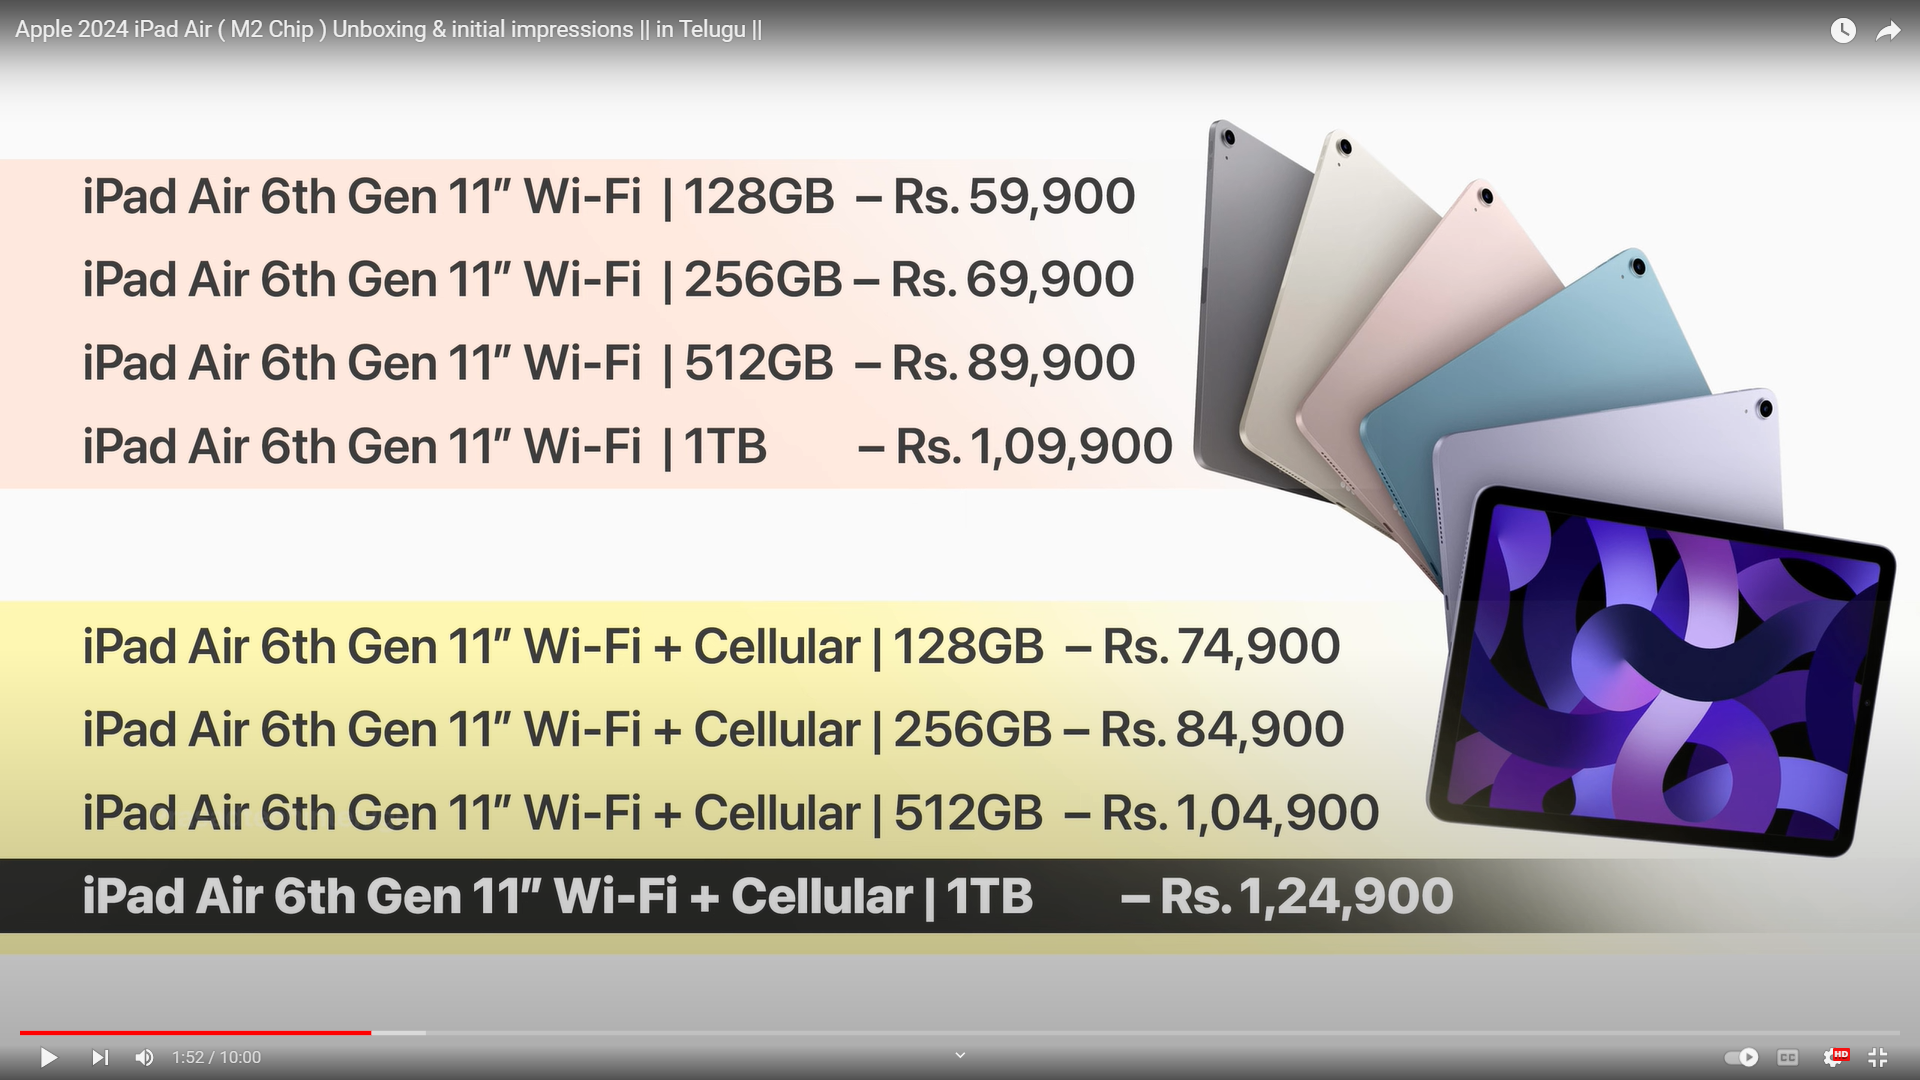 Apple 2024 iPad Air ( M2 Chip ) Unboxing & initial impressions || in Telugu ||
iPad Air 6th Gen 11″ Wi-Fi | 128GB – Rs. 59,900
iPad Air 6th Gen 11″ Wi-Fi | 256GB – Rs. 69,900
iPad Air 6th Gen 11″ Wi-Fi | 512GB – Rs. 89,900
iPad Air 6th Gen 11″ Wi-Fi | 1TB – Rs. 1,09,900
iPad Air 6th Gen 11″ Wi-Fi + Cellular | 128GB – Rs. 74,900
iPad Air 6th Gen 11″ Wi-Fi + Cellular | 256GB – Rs. 84,900
iPad Air 6th Gen 11″ Wi-Fi + Cellular | 512GB – Rs. 1,04,900
iPad Air 6th Gen 11″ Wi-Fi + Cellular | 1TB – Rs. 1,24,900
1:52 / 10:00
CC
HD